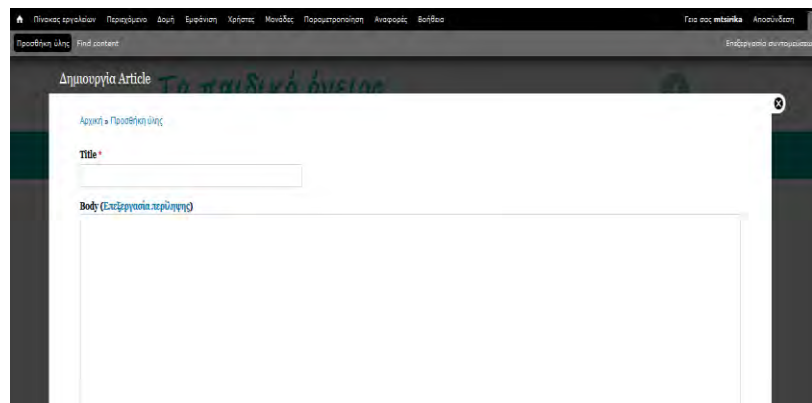 Πίνακας εργαλείων Περιεχόμενο Δομή Εμφάνιση Χρήστες Μονάδες Παραμετροποίηση Αναφορές Βοήθεια Γεια σας mtsirika Αποσύνδεση
Προσθήκη ύλης Find content Επεξεργασία συντομεύσεων
Το παιδικό όνειρο
Δημιουργία Article
Αρχική » Προσθήκη ύλης
Title *
Body (Επεξεργασία περίληψης)